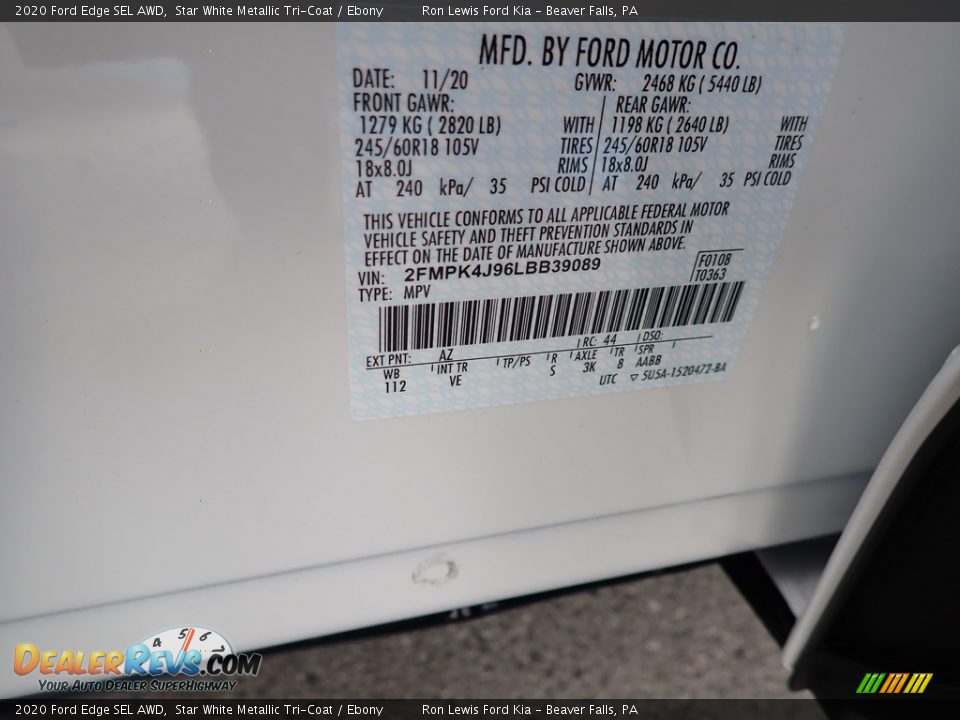 2020 Ford Edge SEL AWD, Star White Metallic Tri-Coat / Ebony Ron Lewis Ford Kia - Beaver Falls, PA
MFD. BY FORD MOTOR CO.
DATE: 11/20 GVWR: 2468 KG ( 5440 LB)
FRONT GAWR: REAR GAWR:
1279 KG ( 2820 LB) WITH 1198 KG ( 2640 LB) WITH
245/60R18 105V TIRES 245/60R18 105V TIRES
18x8.0J RIMS 18x8.0J RIMS
AT 240 kPa/ 35 PSI COLD AT 240 kPa/ 35 PSI COLD
THIS VEHICLE CONFORMS TO ALL APPLICABLE FEDERAL MOTOR
VEHICLE SAFETY AND THEFT PREVENTION STANDARDS IN
EFFECT ON THE DATE OF MANUFACTURE SHOWN ABOVE.
VIN: 2FMPK4J96LBB39089 F0108
TYPE: MPV T0363
EXT PNT: AZ RC: 44 DSO:
WB INT TR TP/PS R AXLE TR SPR
112 VE S 3K 8 AABB
UTC ▽ 5U5A-1520472-BA
4 5 6 7
DealerRevs.com
Your Auto Dealer SuperHighway
2020 Ford Edge SEL AWD, Star White Metallic Tri-Coat / Ebony Ron Lewis Ford Kia - Beaver Falls, PA